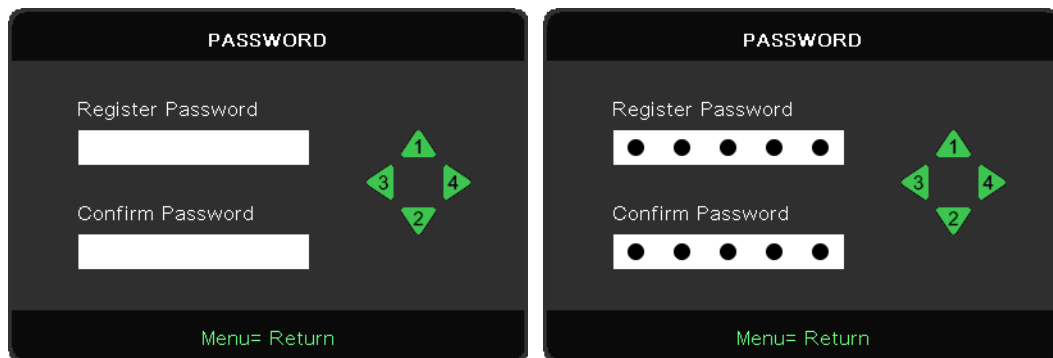 PASSWORD
Register Password
1
3 4
Confirm Password
2
Menu= Return
PASSWORD
Register Password
1
3 4
Confirm Password
2
Menu= Return